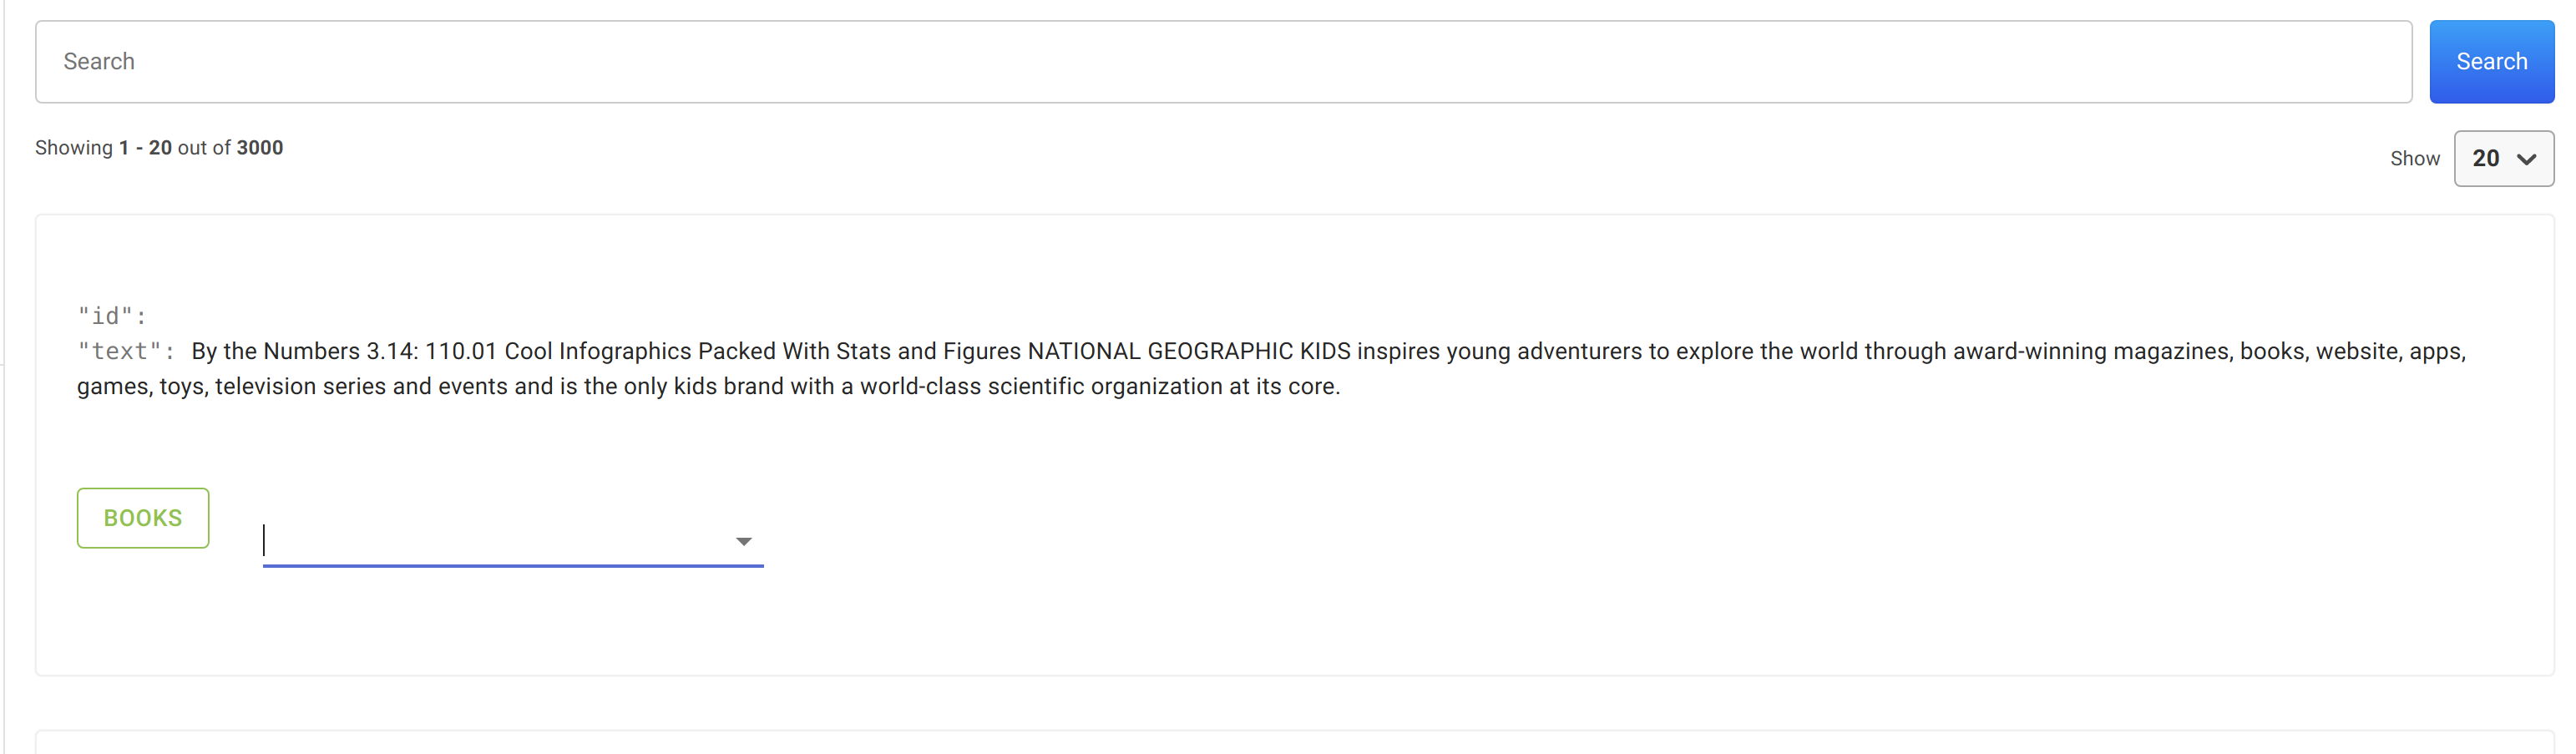 Search
Search
Showing 1 - 20 out of 3000
Show 20
"id":
"text": By the Numbers 3.14: 110.01 Cool Infographics Packed With Stats and Figures NATIONAL GEOGRAPHIC KIDS inspires young adventurers to explore the world through award-winning magazines, books, website, apps,
games, toys, television series and events and is the only kids brand with a world-class scientific organization at its core.
BOOKS